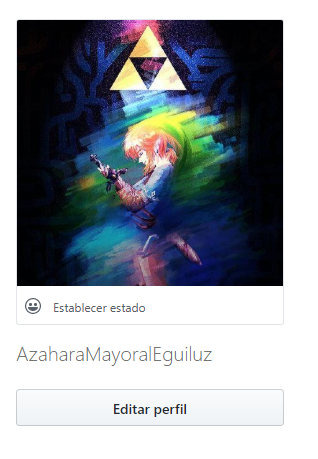 Establecer estado
AzaharaMayoralEguiluz
Editar perfil